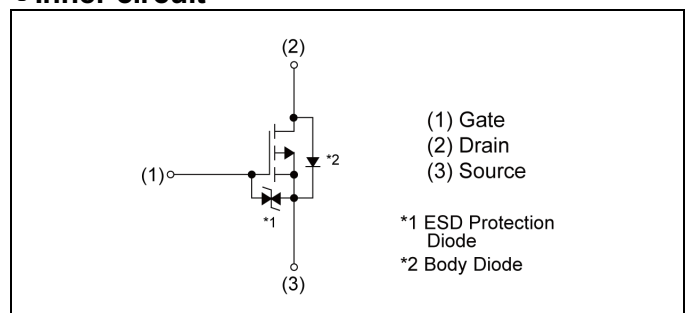 Inner circuit
(2)
(1)
*2
*1
(3)
(1) Gate
(2) Drain
(3) Source
*1 ESD Protection
Diode
*2 Body Diode